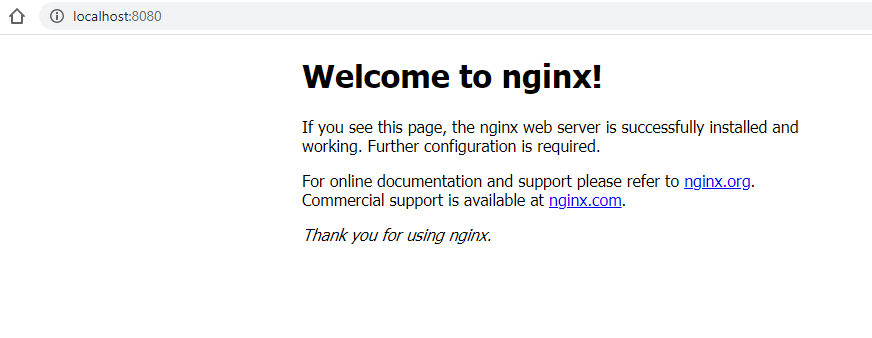 localhost:8080
Welcome to nginx!
If you see this page, the nginx web server is successfully installed and
working. Further configuration is required.
For online documentation and support please refer to nginx.org.
Commercial support is available at nginx.com.
Thank you for using nginx.